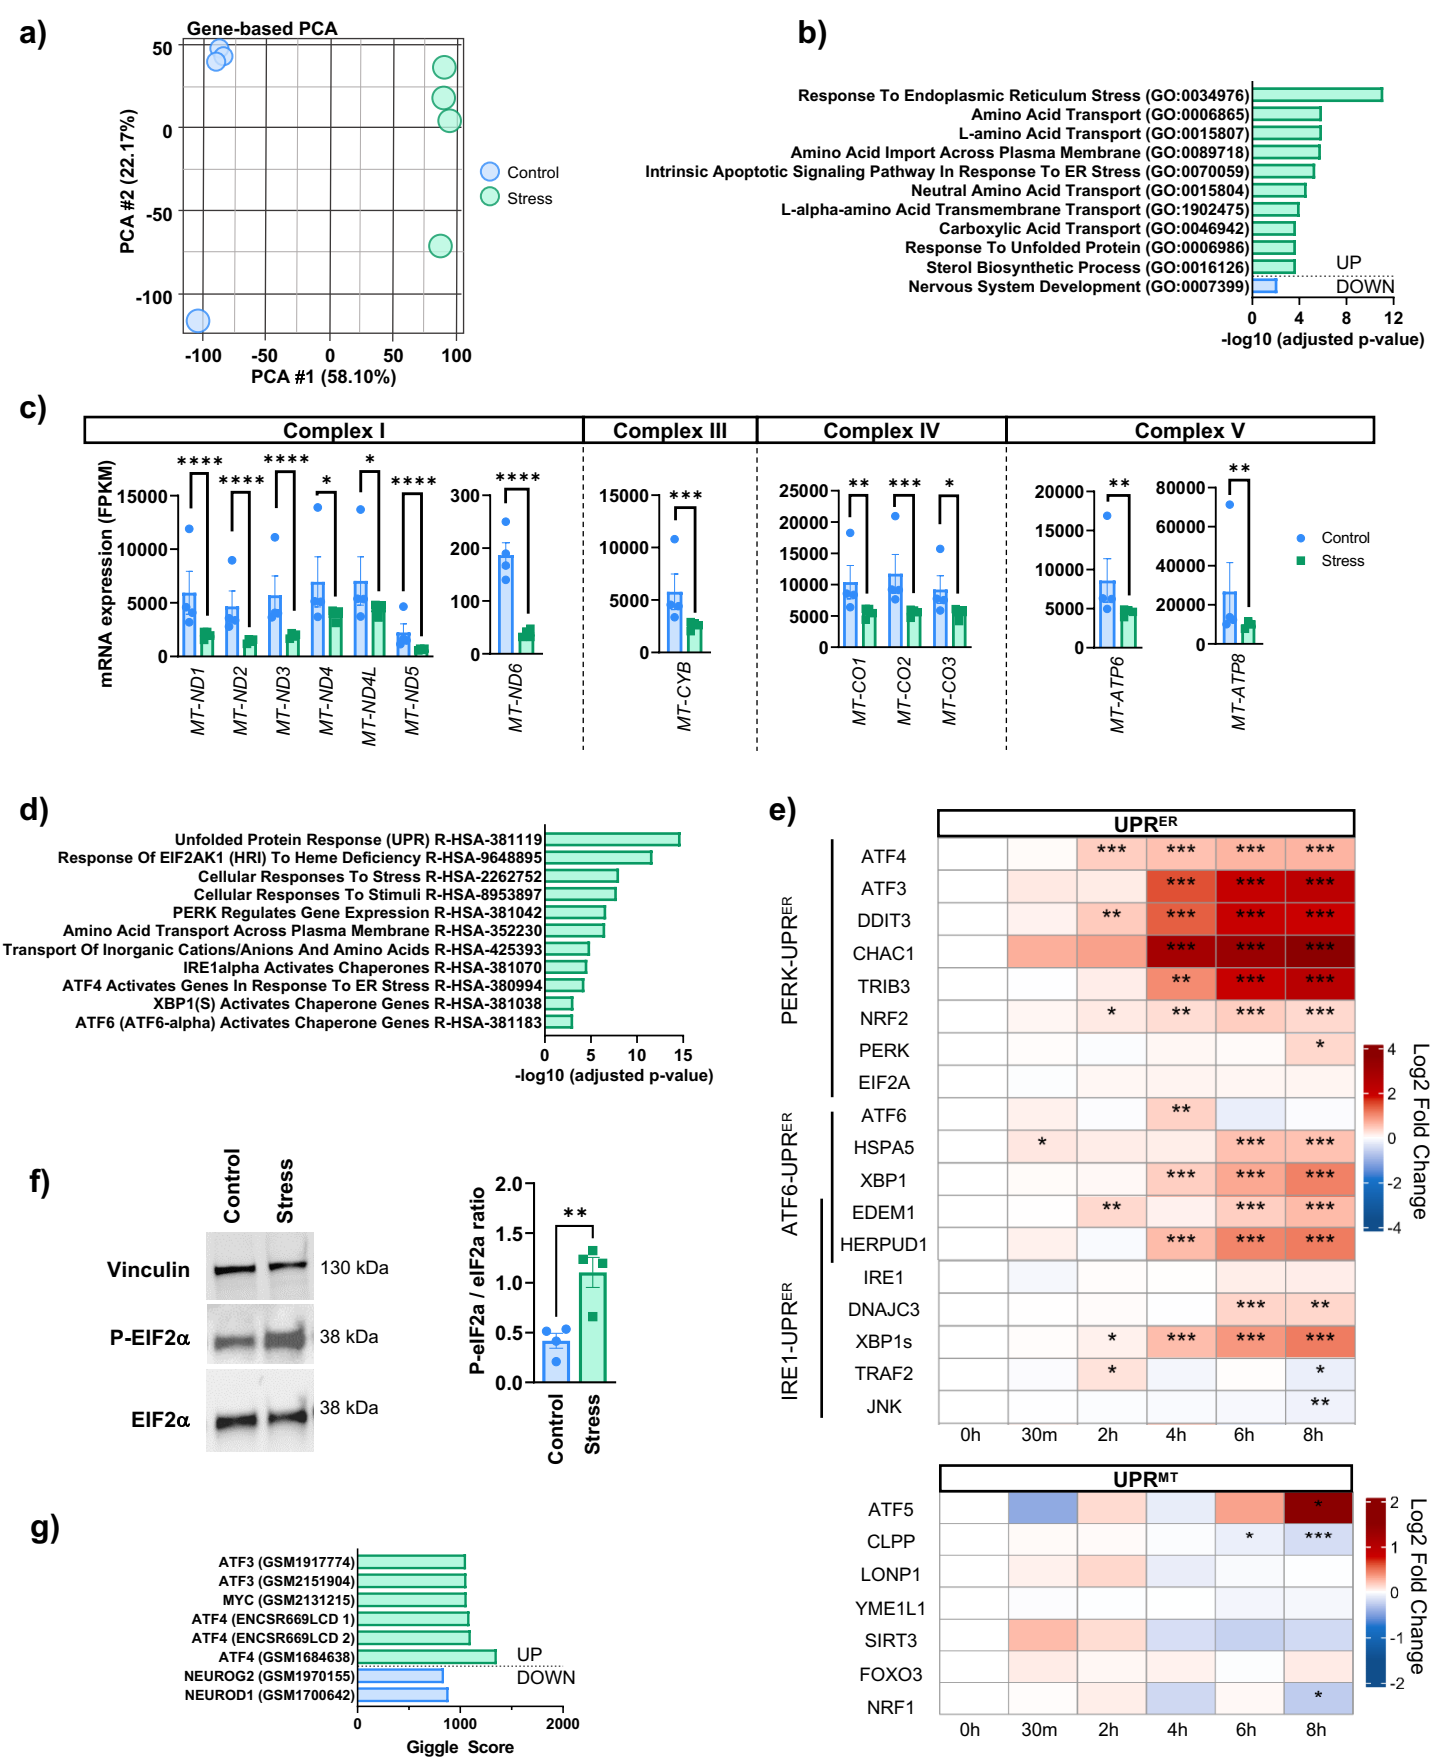 a)
Gene-based PCA
50
0
-50
-100
PCA #2 (22.17%)
-100 -50 0 50 100
PCA #1 (58.10%)
Control
Stress
b)
Response To Endoplasmic Reticulum Stress (GO:0034976)
Amino Acid Transport (GO:0006865)
L-amino Acid Transport (GO:0015807)
Amino Acid Import Across Plasma Membrane (GO:0089718)
Intrinsic Apoptotic Signaling Pathway In Response To ER Stress (GO:0070059)
Neutral Amino Acid Transport (GO:0015804)
L-alpha-amino Acid Transmembrane Transport (GO:1902475)
Carboxylic Acid Transport (GO:0046942)
Response To Unfolded Protein (GO:0006986)
Sterol Biosynthetic Process (GO:0016126)
Nervous System Development (GO:0007399)
UP
DOWN
0 4 8 12
-log10 (adjusted p-value)
c)
Complex I Complex III Complex IV Complex V
mRNA expression (FPKM)
**** **** **** * * ****
15000
10000
5000
0
MT-ND1 MT-ND2 MT-ND3 MT-ND4 MT-ND4L MT-ND5
****
300
200
100
0
MT-ND6
***
15000
10000
5000
0
MT-CYB
** *** *
25000
20000
15000
10000
5000
0
MT-CO1 MT-CO2 MT-CO3
**
20000
15000
10000
5000
0
MT-ATP6
**
80000
60000
40000
20000
0
MT-ATP8
Control
Stress
d)
Unfolded Protein Response (UPR) R-HSA-381119
Response Of EIF2AK1 (HRI) To Heme Deficiency R-HSA-9648895
Cellular Responses To Stress R-HSA-2262752
Cellular Responses To Stimuli R-HSA-8953897
PERK Regulates Gene Expression R-HSA-381042
Amino Acid Transport Across Plasma Membrane R-HSA-352230
Transport Of Inorganic Cations/Anions And Amino Acids R-HSA-425393
IRE1alpha Activates Chaperones R-HSA-381070
ATF4 Activates Genes In Response To ER Stress R-HSA-380994
XBP1(S) Activates Chaperone Genes R-HSA-381038
ATF6 (ATF6-alpha) Activates Chaperone Genes R-HSA-381183
0 5 10 15
-log10 (adjusted p-value)
e)
UPRᴱᴿ
PERK-UPRᴱᴿ
ATF6-UPRᴱᴿ
IRE1-UPRᴱᴿ
ATF4 *** *** *** ***
ATF3 *** *** ***
DDIT3 ** *** *** ***
CHAC1 *** *** ***
TRIB3 ** *** ***
NRF2 * ** *** ***
PERK *
EIF2A
ATF6 **
HSPA5 * *** ***
XBP1 *** *** ***
EDEM1 ** *** ***
HERPUD1 *** *** ***
IRE1
DNAJC3 *** **
XBP1s * *** *** ***
TRAF2 * *
JNK **
0h 30m 2h 4h 6h 8h
4
2
0
-2
-4
Log2 Fold Change
UPRᴹᵀ
ATF5 *
CLPP * ***
LONP1
YME1L1
SIRT3
FOXO3
NRF1 *
0h 30m 2h 4h 6h 8h
2
1
0
-1
-2
Log2 Fold Change
f)
Control Stress
Vinculin 130 kDa
P-EIF2α 38 kDa
EIF2α 38 kDa
P-eIF2a / eIF2a ratio
2.0
1.5
1.0
0.5
0.0
**
Control Stress
g)
ATF3 (GSM1917774)
ATF3 (GSM2151904)
MYC (GSM2131215)
ATF4 (ENCSR669LCD 1)
ATF4 (ENCSR669LCD 2)
ATF4 (GSM1684638)
NEUROG2 (GSM1970155)
NEUROD1 (GSM1700642)
UP
DOWN
0 1000 2000
Giggle Score